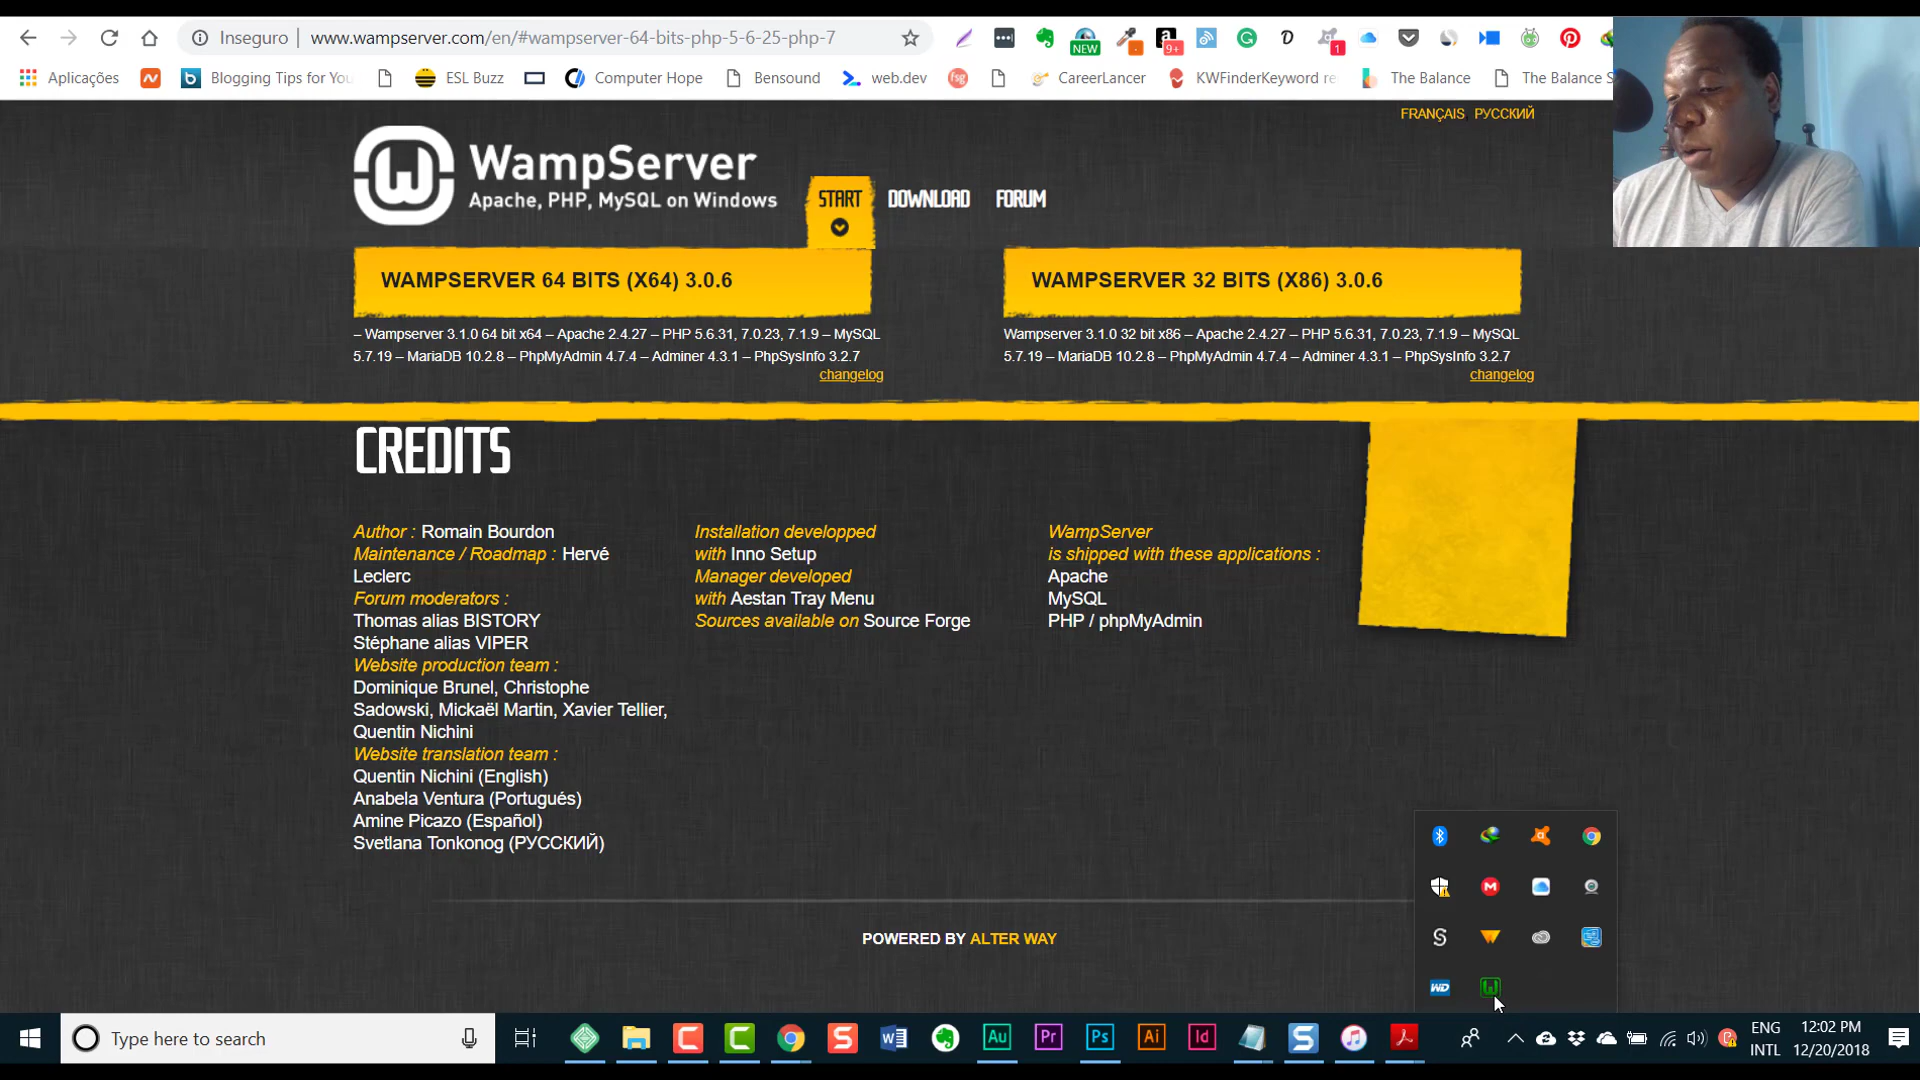 Inseguro | www.wampserver.com/en/#wampserver-64-bits-php-5-6-25-php-7
NEW
9+
1
Aplicações
Blogging Tips for You
ESL Buzz
Computer Hope
Bensound
web.dev
fsg
CareerLancer
KWFinderKeyword re
The Balance
The Balance S
FRANÇAIS РУССКИЙ
WampServer
Apache, PHP, MySQL on Windows
START
DOWNLOAD
FORUM
WAMPSERVER 64 BITS (X64) 3.0.6
WAMPSERVER 32 BITS (X86) 3.0.6
– Wampserver 3.1.0 64 bit x64 – Apache 2.4.27 – PHP 5.6.31, 7.0.23, 7.1.9 – MySQL
5.7.19 – MariaDB 10.2.8 – PhpMyAdmin 4.7.4 – Adminer 4.3.1 – PhpSysInfo 3.2.7
changelog
Wampserver 3.1.0 32 bit x86 – Apache 2.4.27 – PHP 5.6.31, 7.0.23, 7.1.9 – MySQL
5.7.19 – MariaDB 10.2.8 – PhpMyAdmin 4.7.4 – Adminer 4.3.1 – PhpSysInfo 3.2.7
changelog
CREDITS
Author : Romain Bourdon
Maintenance / Roadmap : Hervé
Leclerc
Forum moderators :
Thomas alias BISTORY
Stéphane alias VIPER
Website production team :
Dominique Brunel, Christophe
Sadowski, Mickaël Martin, Xavier Tellier,
Quentin Nichini
Website translation team :
Quentin Nichini (English)
Anabela Ventura (Portugués)
Amine Picazo (Español)
Svetlana Tonkonog (РУССКИЙ)
Installation developped
with Inno Setup
Manager developed
with Aestan Tray Menu
Sources available on Source Forge
WampServer
is shipped with these applications :
Apache
MySQL
PHP / phpMyAdmin
POWERED BY ALTER WAY
WD
Type here to search
Au
Pr
Ps
Ai
Id
ENG
INTL
12:02 PM
12/20/2018